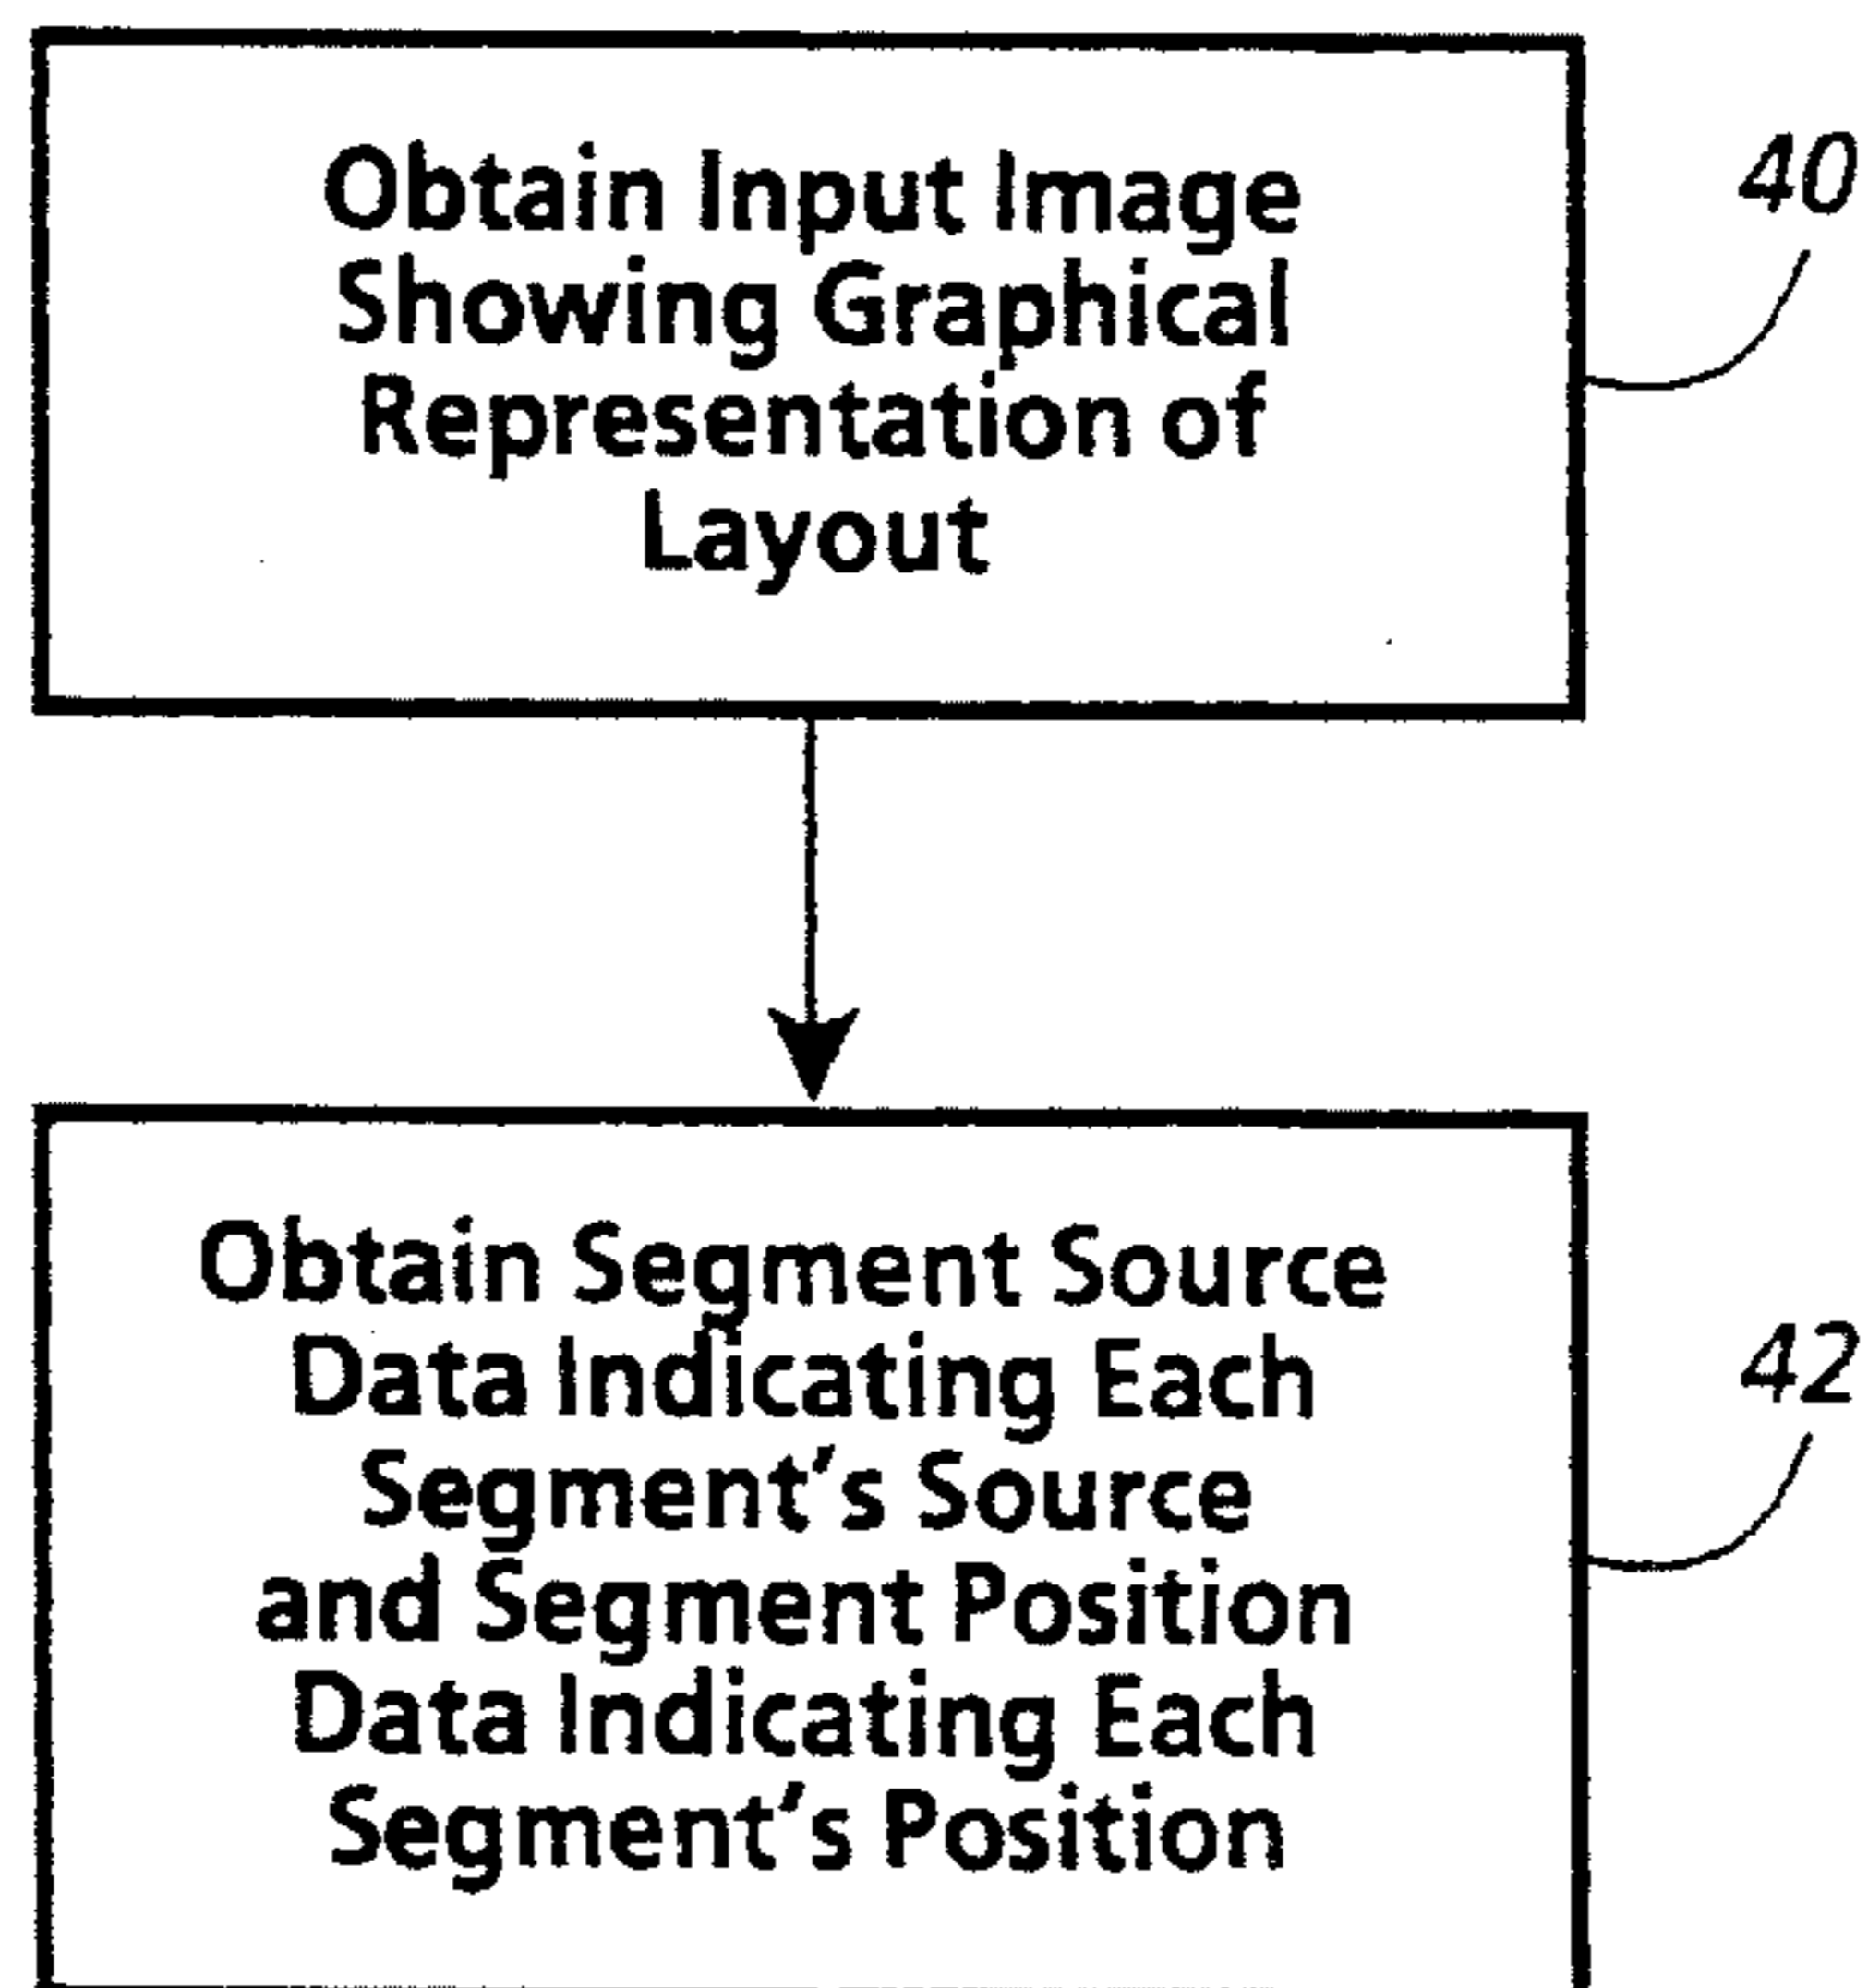 Obtain Input Image
Showing Graphical
Representation of
Layout
40
Obtain Segment Source
Data Indicating Each
Segment's Source
and Segment Position
Data Indicating Each
Segment's Position
42